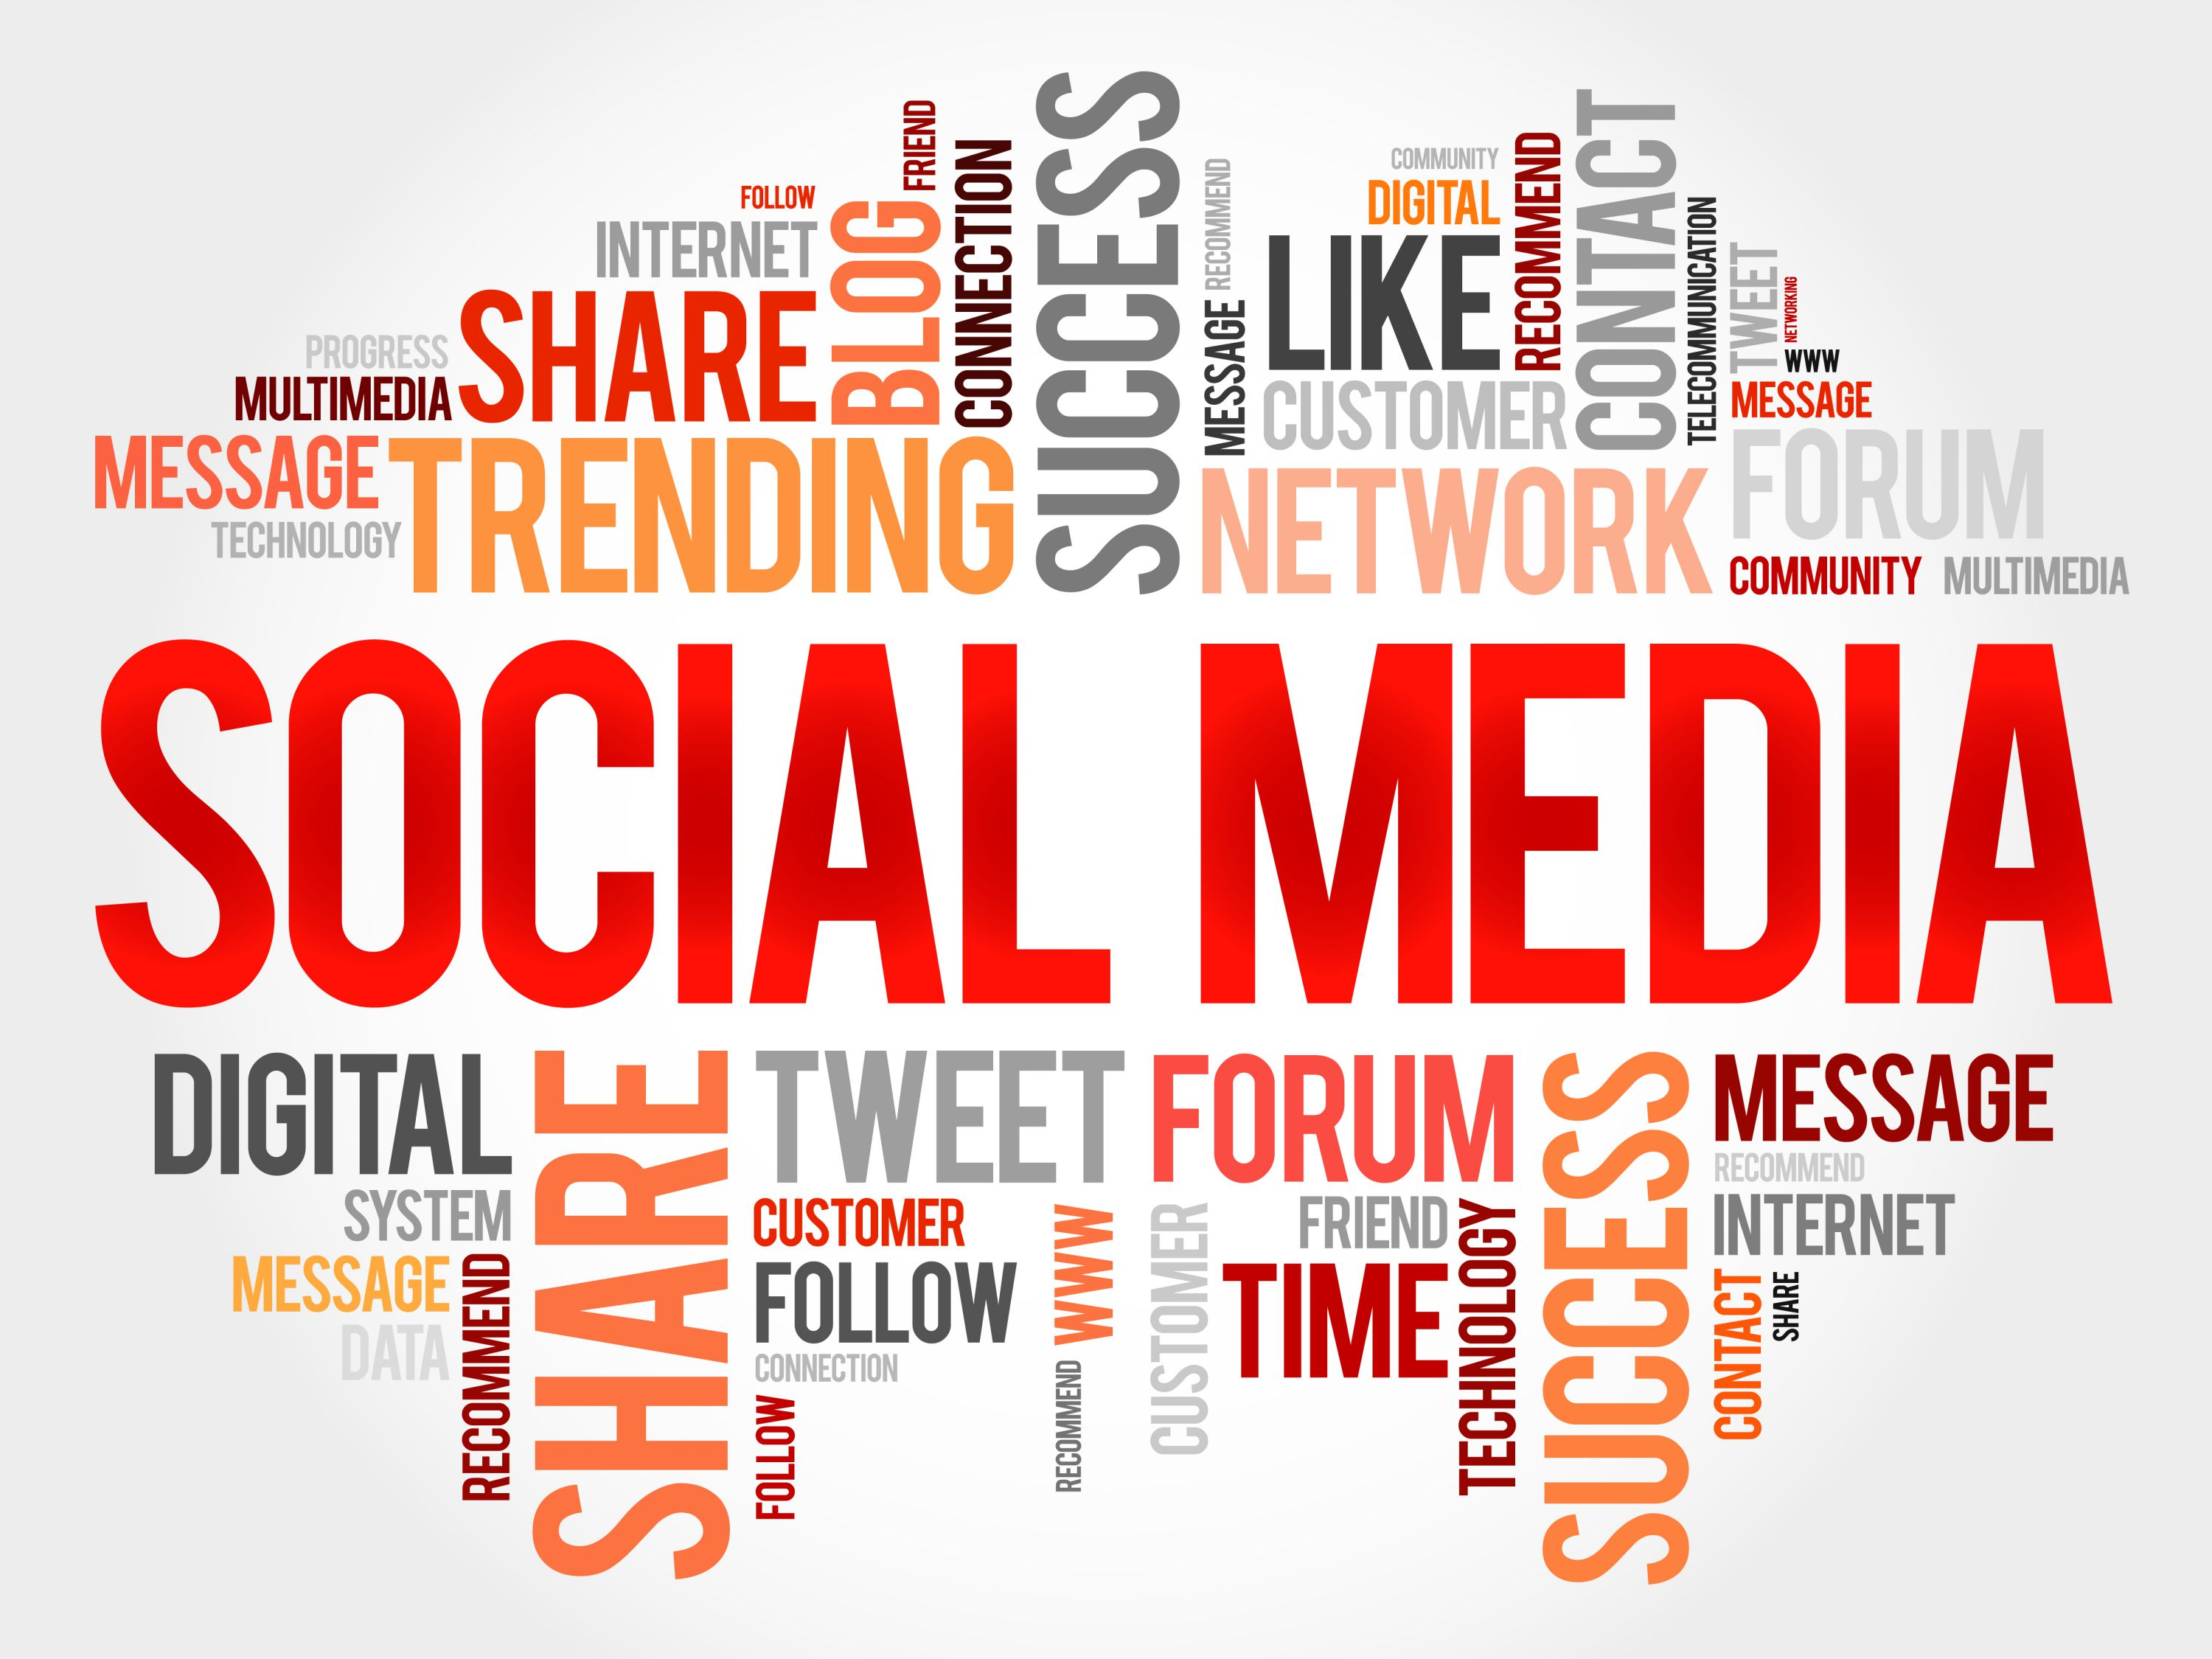 FRIEND
FOLLOW
INTERNET
BLOG
CONNECTION
SUCCESS
RECOMMEND
COMMUNITY
DIGITAL
RECOMMEND
CONTACT
TELECOMMUNICATION
TWEET
NETWORKING
WWW
PROGRESS
MULTIMEDIA
SHARE
MESSAGE
LIKE
CUSTOMER
MESSAGE
MESSAGE
TRENDING
TECHNOLOGY
NETWORK
FORUM
COMMUNITY
MULTIMEDIA
SOCIAL MEDIA
DIGITAL
SHARE
TWEET
FORUM
SUCCESS
MESSAGE
SYSTEM
CUSTOMER
WWW
CUSTOMER
FRIEND
TECHNOLOGY
RECOMMEND
INTERNET
MESSAGE
RECOMMEND
FOLLOW
TIME
CONTACT
SHARE
DATA
CONNECTION
FOLLOW
RECOMMEND